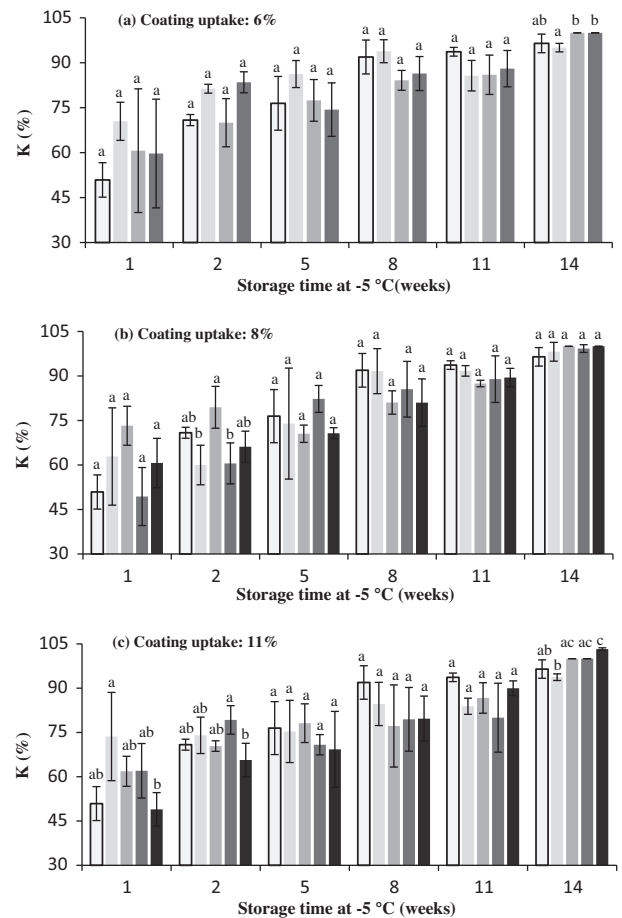 (a) Coating uptake: 6%
105
90
75
60
45
30
K (%)
a a a a a a a a a a a a a a a a a a a a ab a b b
1 2 5 8 11 14
Storage time at -5 °C(weeks)
(b) Coating uptake: 8%
105
90
75
60
45
30
K (%)
a a a a a ab b a b ab a a a a a a a a a a a a a a a a a a a a
1 2 5 8 11 14
Storage time at -5 °C (weeks)
(c) Coating uptake: 11%
105
90
75
60
45
30
K (%)
ab a ab ab b ab ab ab a b a a a a a a a a a a a a a a a ab b ac ac c
1 2 5 8 11 14
Storage time at -5 °C (weeks)